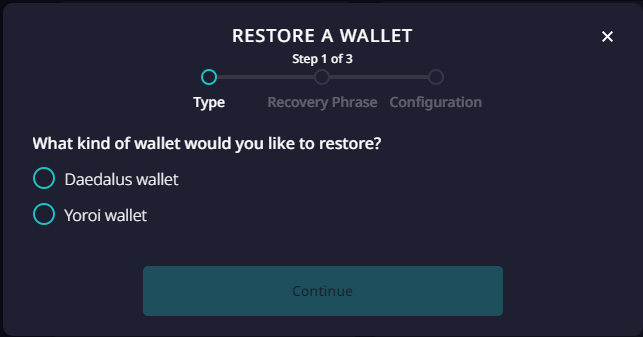 RESTORE A WALLET
Step 1 of 3
Type Recovery Phrase Configuration
What kind of wallet would you like to restore?
Daedalus wallet
Yoroi wallet
Continue